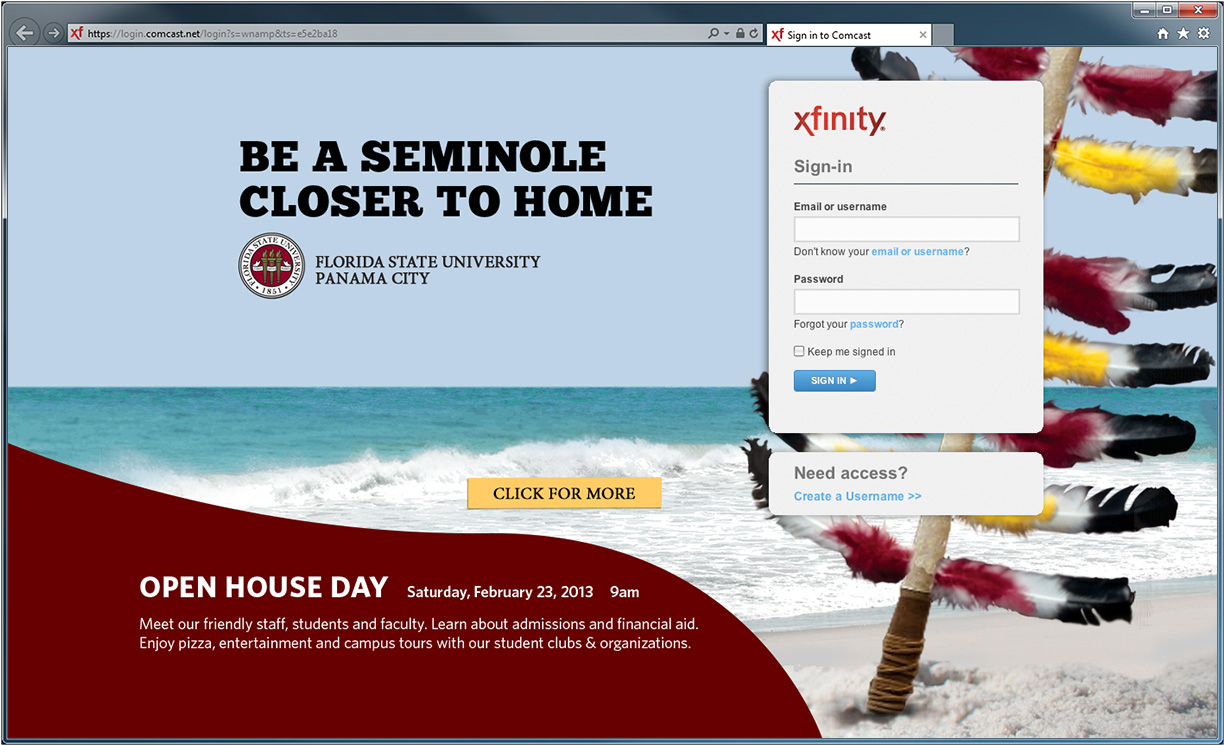 https://login.comcast.net/login?s=wnamp&ts=e5e2ba18
Sign in to Comcast
BE A SEMINOLE
CLOSER TO HOME
FLORIDA STATE UNIVERSITY
1851
FLORIDA STATE UNIVERSITY
PANAMA CITY
CLICK FOR MORE
OPEN HOUSE DAY Saturday, February 23, 2013 9am
Meet our friendly staff, students and faculty. Learn about admissions and financial aid.
Enjoy pizza, entertainment and campus tours with our student clubs & organizations.
xfinity®
Sign-in
Email or username
Don't know your email or username?
Password
Forgot your password?
Keep me signed in
SIGN IN
Need access?
Create a Username >>